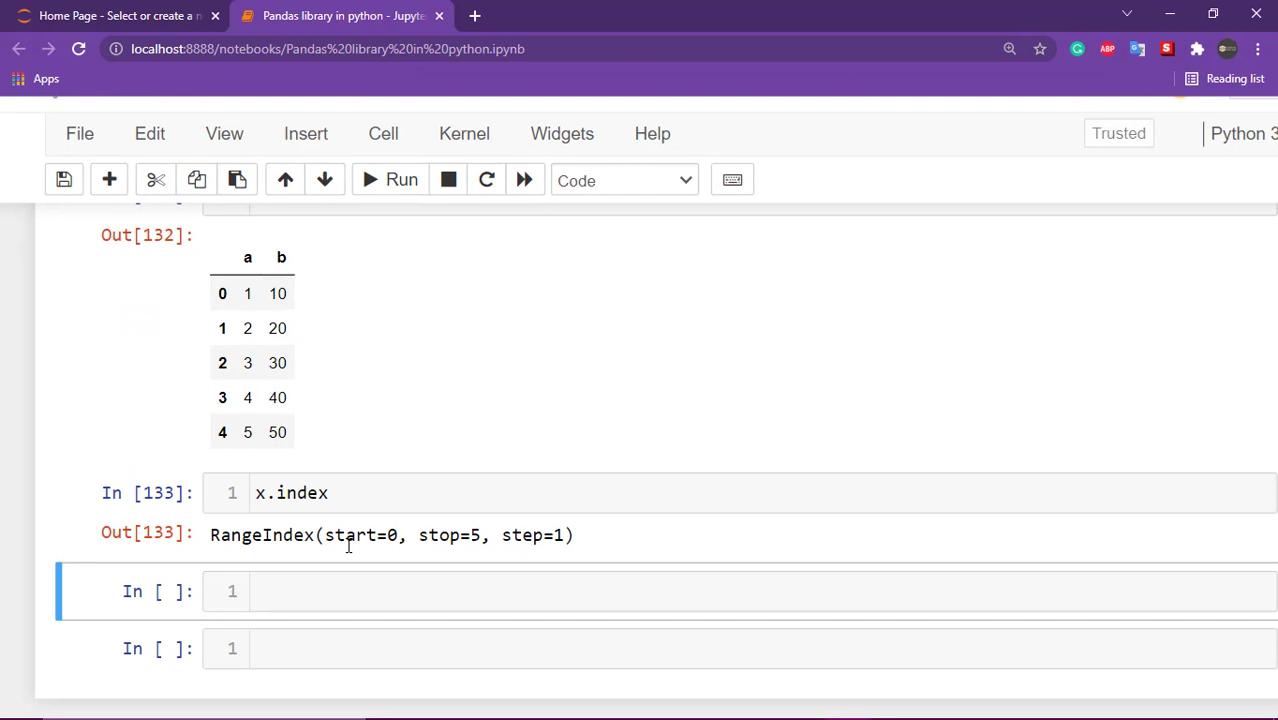 Home Page - Select or create a n
Pandas library in python - Jupyte
localhost:8888/notebooks/Pandas%20library%20in%20python.ipynb
ABP
S
Apps
Reading list
File Edit View Insert Cell Kernel Widgets Help Trusted Python 3
Run Code
Out[132]:
a b
0 1 10
1 2 20
2 3 30
3 4 40
4 5 50
In [133]: 1 x.index
Out[133]: RangeIndex(start=0, stop=5, step=1)
In [ ]: 1
In [ ]: 1